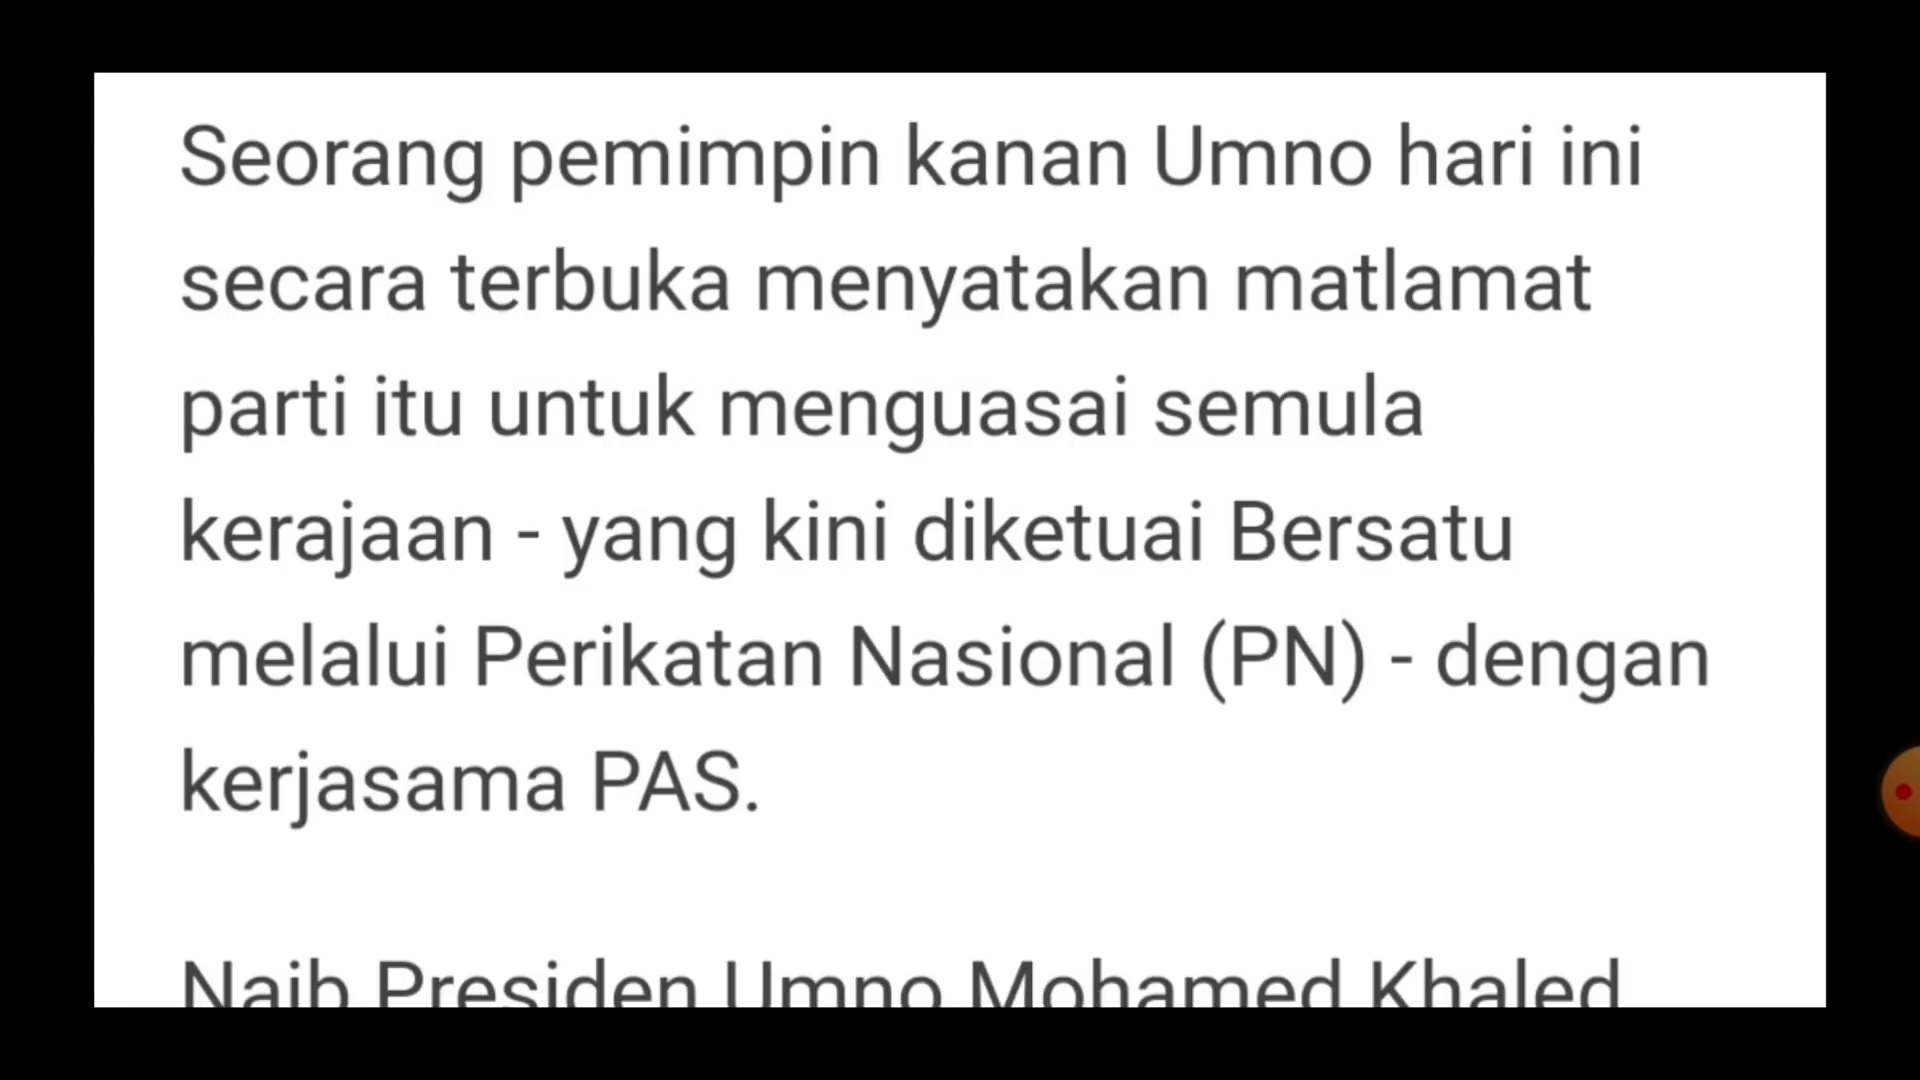 Seorang pemimpin kanan Umno hari ini
secara terbuka menyatakan matlamat
parti itu untuk menguasai semula
kerajaan - yang kini diketuai Bersatu
melalui Perikatan Nasional (PN) - dengan
kerjasama PAS.
Naib Presiden Umno Mohamed Khaled